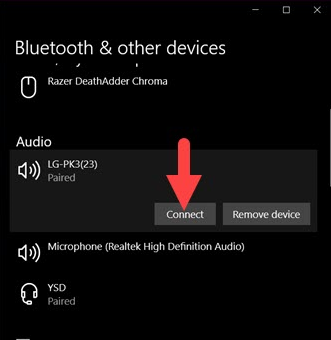 Bluetooth & other devices
Razer DeathAdder Chroma
Audio
LG-PK3(23)
Paired
Connect Remove device
Microphone (Realtek High Definition Audio)
YSD
Paired